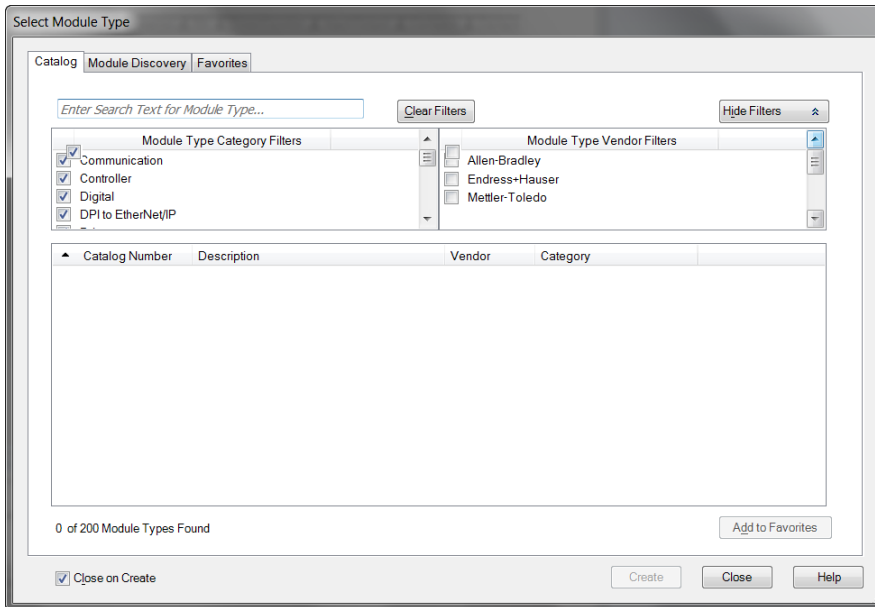 Select Module Type
Catalog Module Discovery Favorites
Enter Search Text for Module Type... Clear Filters Hide Filters
Module Type Category Filters Module Type Vendor Filters
Communication Allen-Bradley
Controller Endress+Hauser
Digital Mettler-Toledo
DPI to EtherNet/IP
Catalog Number Description Vendor Category
0 of 200 Module Types Found Add to Favorites
Close on Create Create Close Help